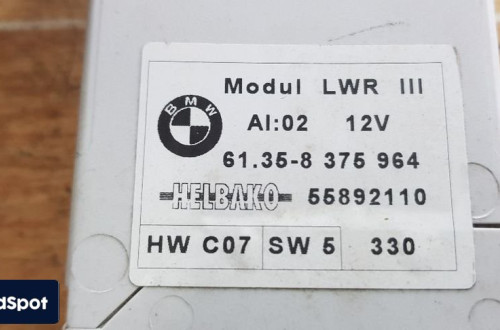 BMW
Modul LWR III
AI:02 12V
61.35-8 375 964
HELBAKO 55892110
HW C07 SW 5 330
dSpot